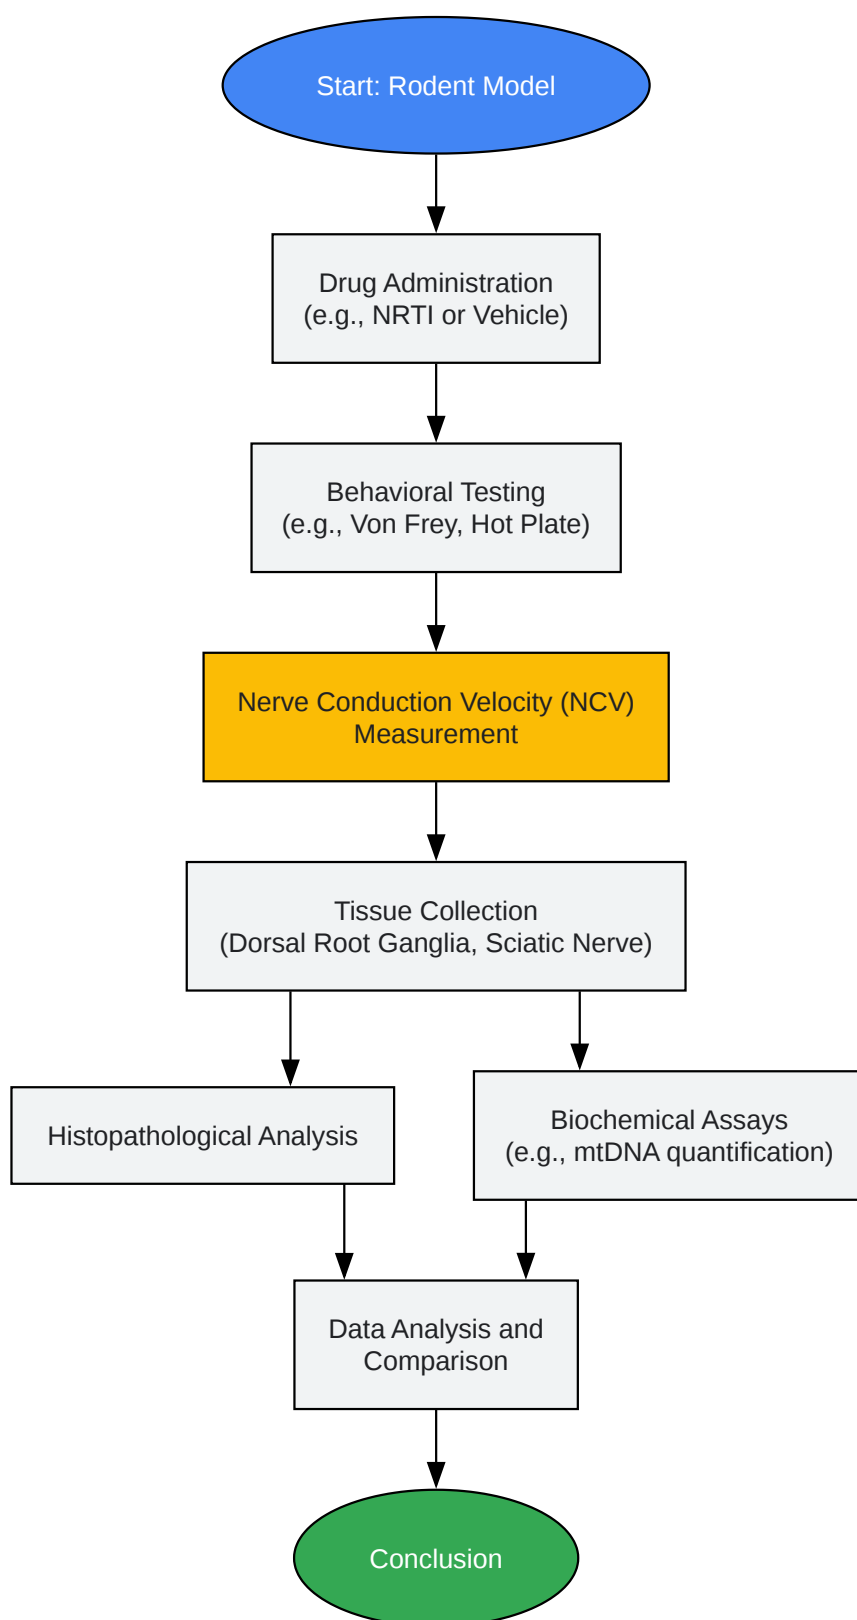 Start: Rodent Model
Drug Administration
(e.g., NRTI or Vehicle)
Behavioral Testing
(e.g., Von Frey, Hot Plate)
Nerve Conduction Velocity (NCV)
Measurement
Tissue Collection
(Dorsal Root Ganglia, Sciatic Nerve)
Histopathological Analysis
Biochemical Assays
(e.g., mtDNA quantification)
Data Analysis and
Comparison
Conclusion